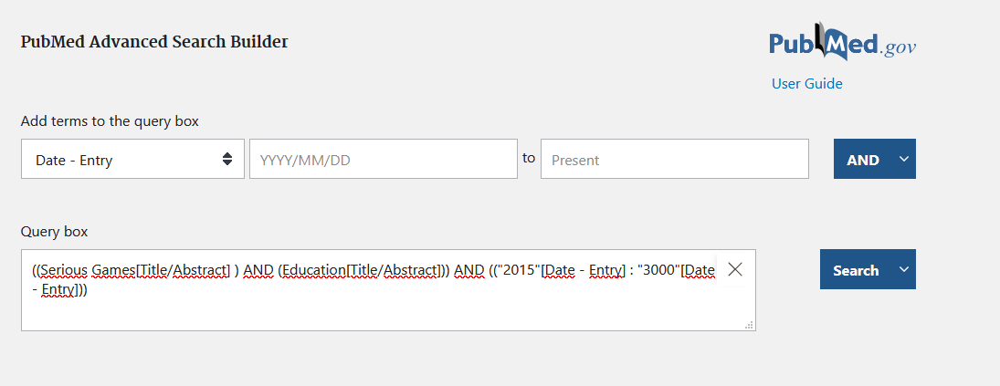 PubMed Advanced Search Builder
PubMed.gov
User Guide
Add terms to the query box
Date - Entry YYYY/MM/DD to Present AND
Query box
((Serious Games[Title/Abstract] ) AND (Education[Title/Abstract])) AND (("2015"[Date - Entry] : "3000"[Date
- Entry]))
Search